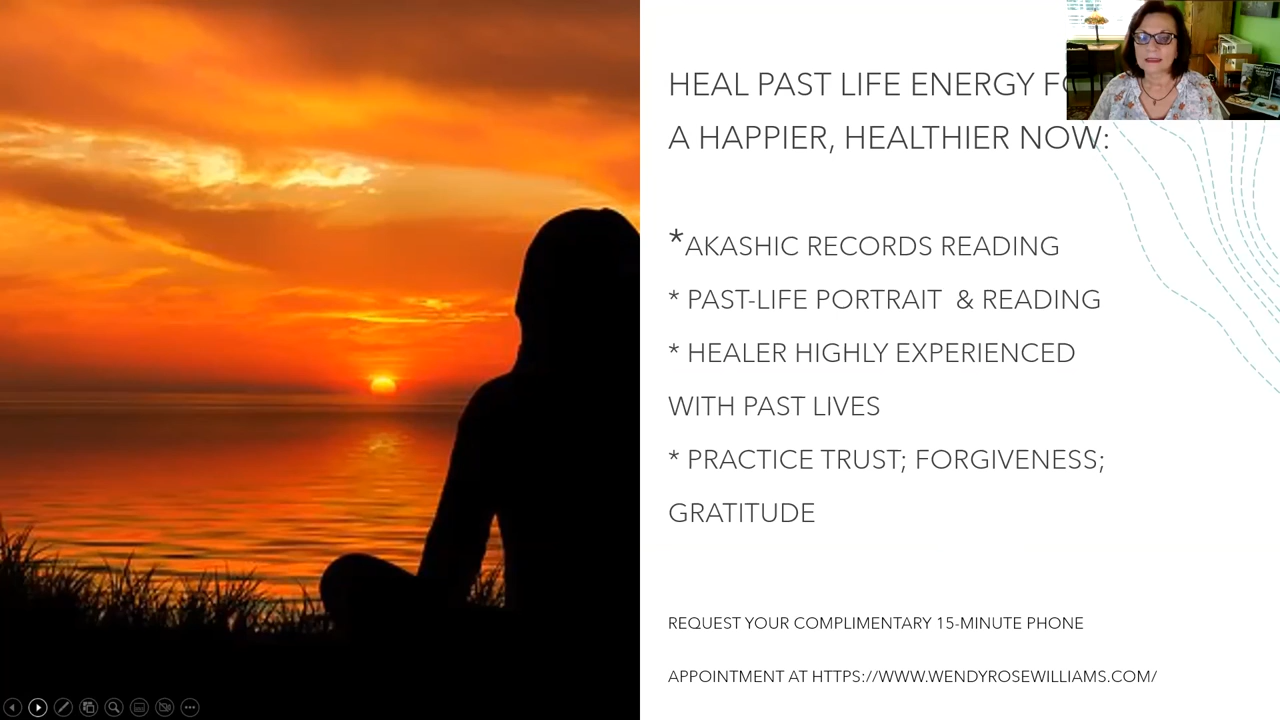 HEAL PAST LIFE ENERGY
A HAPPIER, HEALTHIER NOW:
*AKASHIC RECORDS READING
* PAST-LIFE PORTRAIT & READING
* HEALER HIGHLY EXPERIENCED
WITH PAST LIVES
* PRACTICE TRUST; FORGIVENESS;
GRATITUDE
REQUEST YOUR COMPLIMENTARY 15-MINUTE PHONE
APPOINTMENT AT HTTPS://WWW.WENDYROSEWILLIAMS.COM/